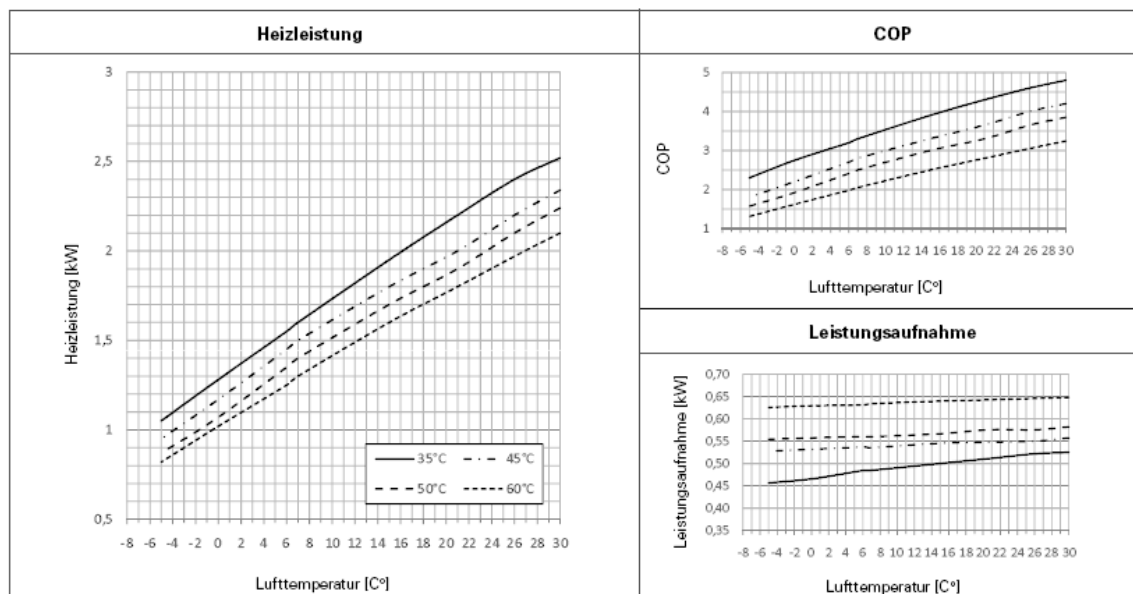 Heizleistung
3
2,5
2
1,5
1
0,5
Heizleistung [kW]
-8 -6 -4 -2 0 2 4 6 8 10 12 14 16 18 20 22 24 26 28 30
Lufttemperatur [C°]
35°C 45°C
50°C 60°C
COP
5
4
3
2
1
COP
-8 -6 -4 -2 0 2 4 6 8 10 12 14 16 18 20 22 24 26 28 30
Lufttemperatur [C°]
Leistungsaufnahme
0,70
0,65
0,60
0,55
0,50
0,45
0,40
0,35
Leistungsaufnahme [kW]
-8 -6 -4 -2 0 2 4 6 8 10 12 14 16 18 20 22 24 26 28 30
Lufttemperatur [C°]